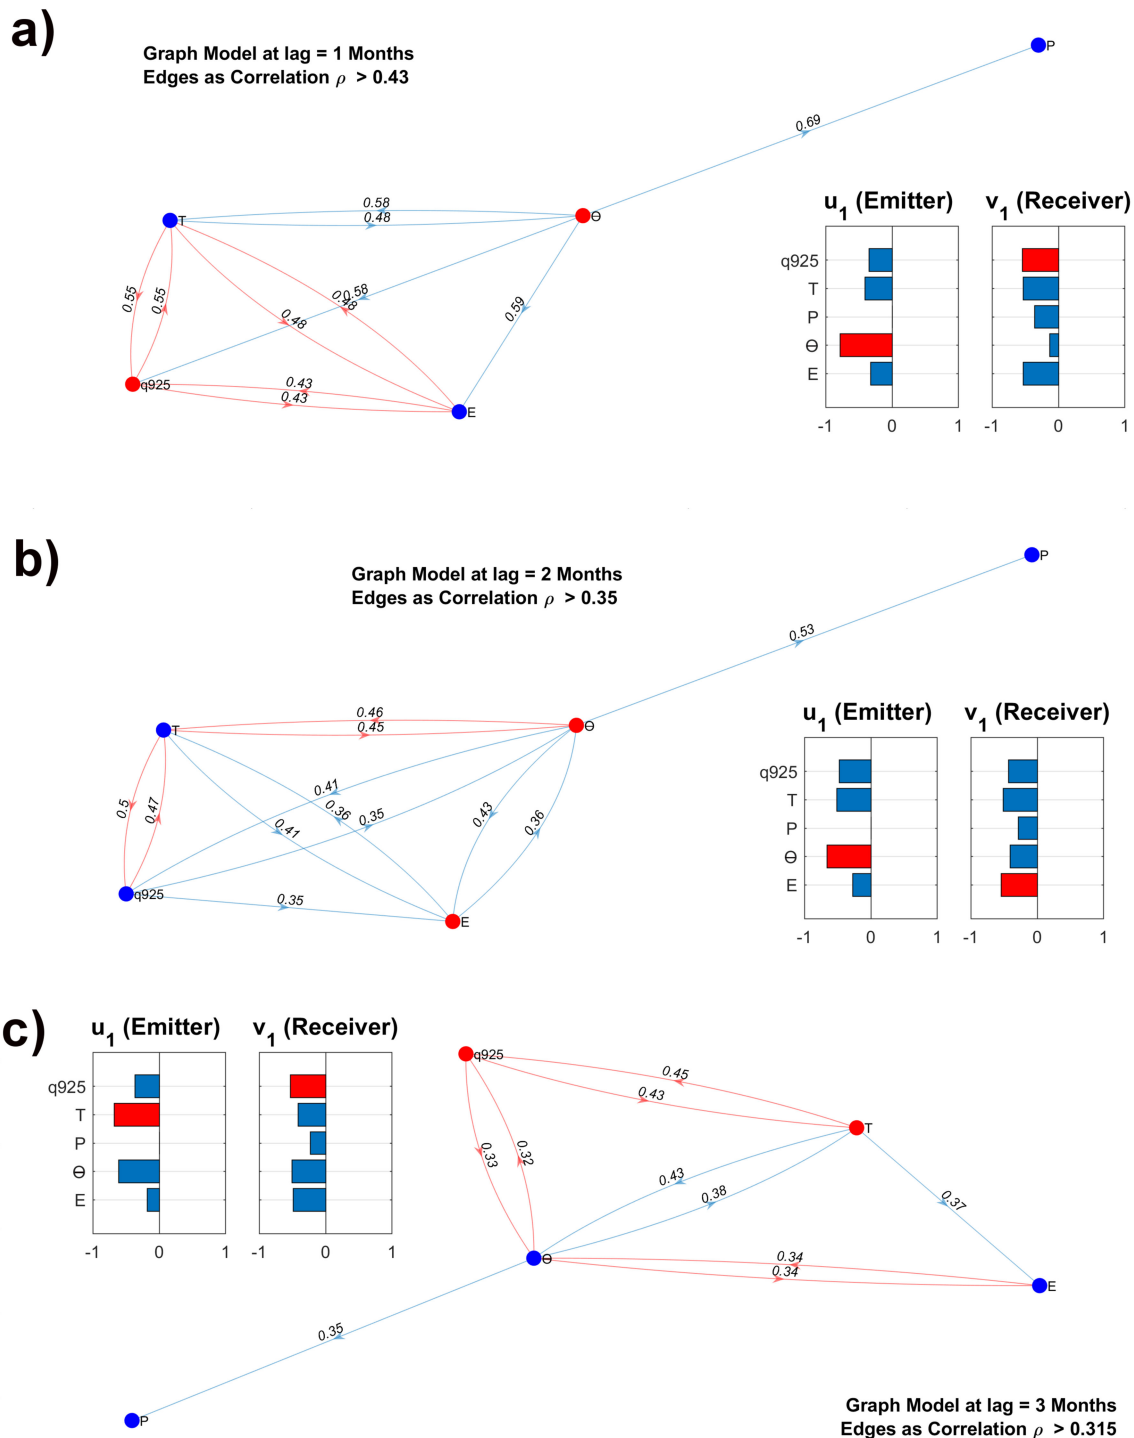 a)
Graph Model at lag = 1 Months
Edges as Correlation ρ > 0.43
P
0.69
0.58
0.48
T
Ө
0.55
0.55
0.58
0.48
0.48
0.59
q925
0.43
0.43
E
u1 (Emitter)
v1 (Receiver)
q925
T
P
Ө
E
-1 0 1
-1 0 1
b)
Graph Model at lag = 2 Months
Edges as Correlation ρ > 0.35
P
0.53
0.46
0.45
T
Ө
0.5
0.47
0.41
0.36
0.35
0.41
0.43
0.36
q925
0.35
E
u1 (Emitter)
v1 (Receiver)
q925
T
P
Ө
E
-1 0 1
-1 0 1
c)
u1 (Emitter)
v1 (Receiver)
q925
T
P
Ө
E
-1 0 1
-1 0 1
q925
0.45
0.43
T
0.33
0.32
0.43
0.38
0.37
Ө
0.34
0.34
E
0.35
P
Graph Model at lag = 3 Months
Edges as Correlation ρ > 0.315